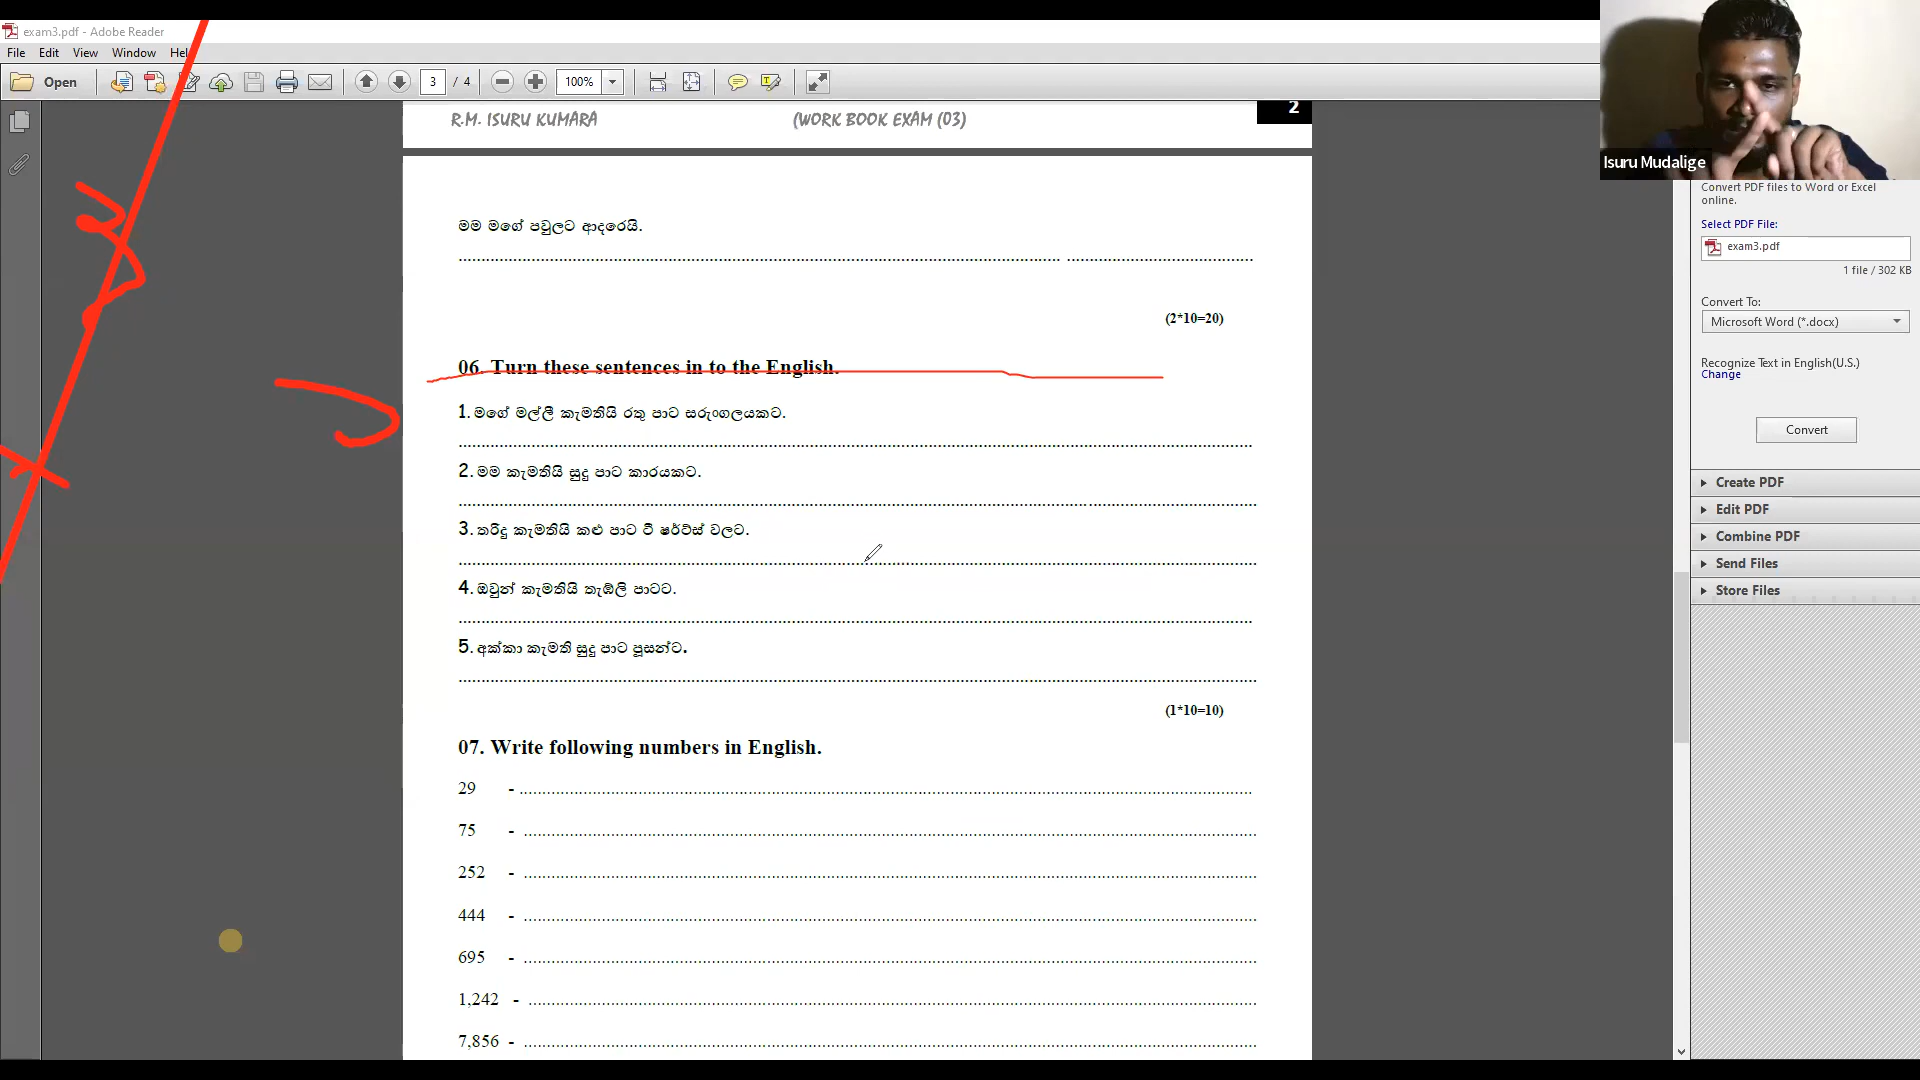 exam3.pdf - Adobe Reader
File Edit View Window Hel
Open 3 / 4 100%
R.M. ISURU KUMARA (WORK BOOK EXAM (03) 2
Isuru Mudalige
මම මගේ පවුලට ආදරෙයි.
.......................................................................................................................................
(2*10=20)
06. Turn these sentences in to the English.
1. මගේ මල්ලී කැමතියි රතු පාට සරුංගලයකට.
.......................................................................................................................................
2. මම කැමතියි සුදු පාට කාරයකට.
.......................................................................................................................................
3. තරිදු කැමතියි කළු පාට ටී ෂර්ට්ස් වලට.
.......................................................................................................................................
4. ඔවුන් කැමතියි තැඹිලි පාටට.
.......................................................................................................................................
5. අක්කා කැමති සුදු පාට පූසන්ට.
.......................................................................................................................................
(1*10=10)
07. Write following numbers in English.
29 - ..............................................................................................................................
75 - ..............................................................................................................................
252 - ..............................................................................................................................
444 - ..............................................................................................................................
695 - ..............................................................................................................................
1,242 - ..............................................................................................................................
7,856 - ..............................................................................................................................
Convert PDF files to Word or Excel
online.
Select PDF File:
exam3.pdf
1 file / 302 KB
Convert To:
Microsoft Word (*.docx)
Recognize Text in English(U.S.)
Change
Convert
Create PDF
Edit PDF
Combine PDF
Send Files
Store Files